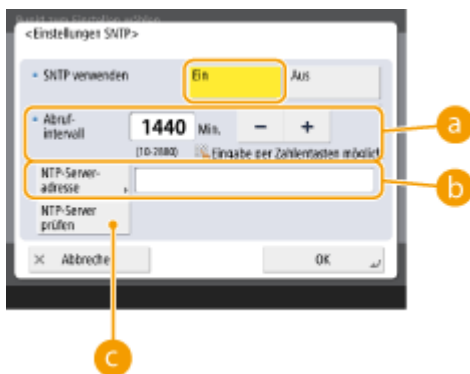 <Einstellungen SNTP>
SNTP verwenden Ein Aus
Abruf-
intervall 1440 Min. − +
(10-2880) Eingabe per Zahlentasten möglich
a
NTP-Server-
adresse
b
NTP-Server
prüfen
× Abbreche OK
c